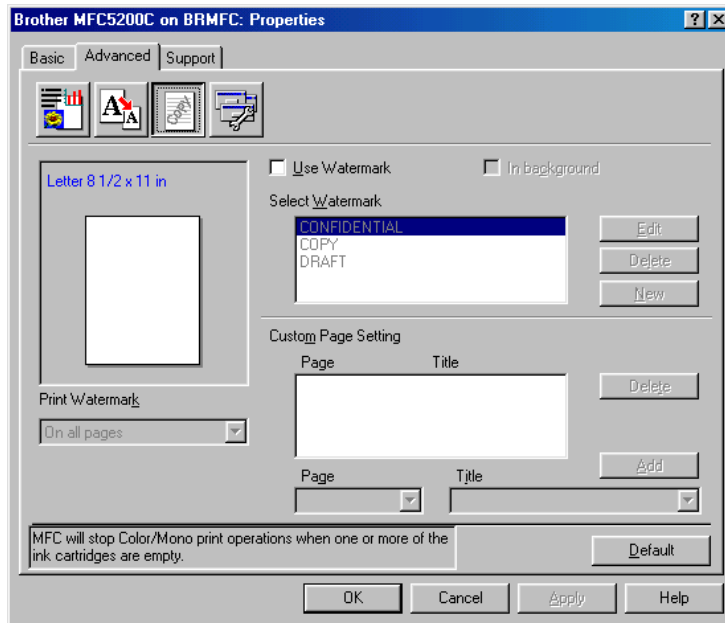 Brother MFC5200C on BRMFC: Properties
Basic Advanced Support
A A COPY
Letter 8 1/2 x 11 in
Use Watermark In background
Select Watermark
CONFIDENTIAL
COPY
DRAFT
Edit
Delete
New
Custom Page Setting
Page Title
Delete
Print Watermark
On all pages
Add
Page Title
MFC will stop Color/Mono print operations when one or more of the
ink cartridges are empty.
Default
OK Cancel Apply Help